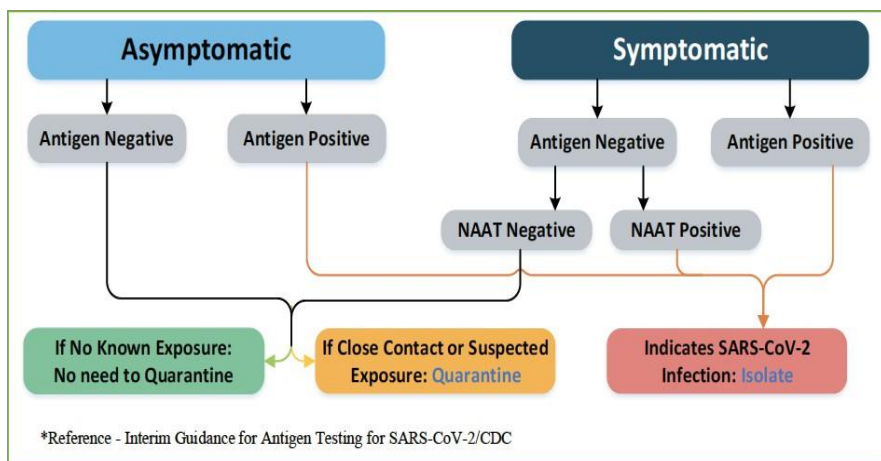 Asymptomatic
Symptomatic
Antigen Negative
Antigen Positive
Antigen Negative
Antigen Positive
NAAT Negative
NAAT Positive
If No Known Exposure:
No need to Quarantine
If Close Contact or Suspected
Exposure: Quarantine
Indicates SARS-CoV-2
Infection: Isolate
*Reference - Interim Guidance for Antigen Testing for SARS-CoV-2/CDC